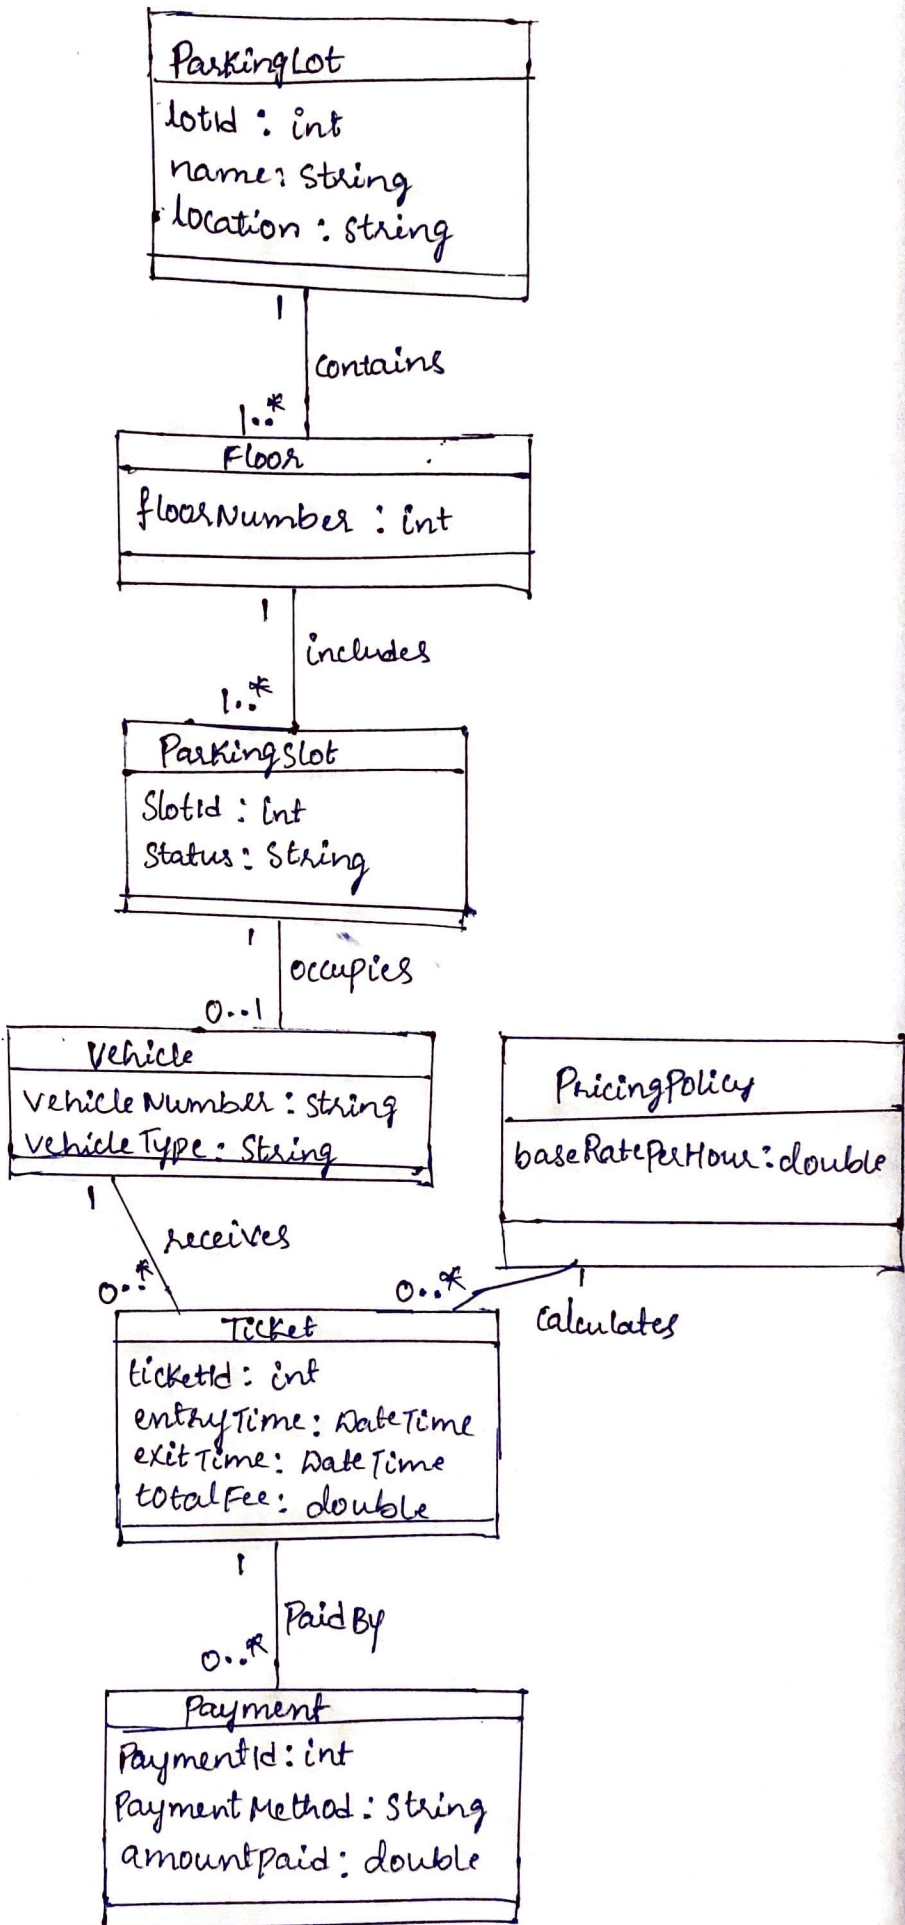 ParkingLot
lotId : int
name: String
location : string
1
contains
1..*
Floor
floorNumber : int
1
includes
1..*
ParkingSlot
SlotId : int
Status: String
1
occupies
0..1
Vehicle
VehicleNumber : string
VehicleType: String
PricingPolicy
baseRatePerHour: double
1
receives
0..*
0..*
1
calculates
Ticket
ticketId : int
entryTime: DateTime
exitTime: DateTime
totalFee: double
1
PaidBy
0..*
Payment
PaymentId: int
PaymentMethod: String
amountpaid: double